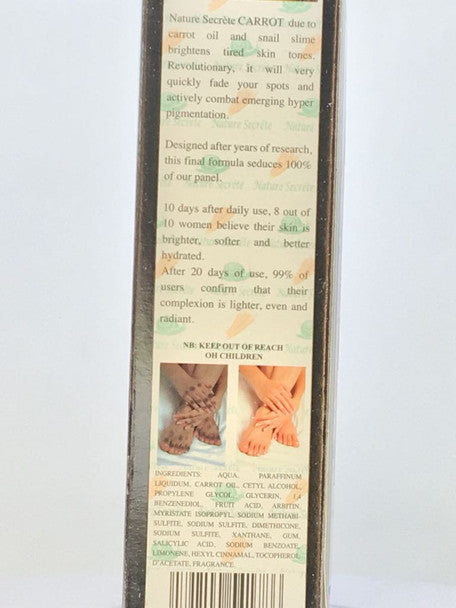 Nature Secrète CARROT due to
carrot oil and snail slime
brightens tired skin tones.
Revolutionary, it will very
quickly fade your spots and
actively combat emerging hyper
pigmentation.
Designed after years of research,
this final formula seduces 100%
of our panel.
10 days after daily use, 8 out of
10 women believe their skin is
brighter, softer and better
hydrated.
After 20 days of use, 99% of
users confirm that their
complexion is lighter, even and
radiant.
NB: KEEP OUT OF REACH
OH CHILDREN
INGREDIENTS: AQUA, PARAFFINUM
LIQUIDUM, CARROT OIL, CETYL ALCOHOL,
PROPYLENE GLYCOL, GLYCERIN, 1,4
BENZENEDIOL, FRUIT ACID, ARBITIN,
MYRISTATE ISOPROPYL, SODIUM METHABI-
SULFITE, SODIUM SULFITE, DIMETHICONE,
SODIUM SULFITE, XANTHANE, GUM,
SALICYLIC ACID, SODIUM BENZOATE,
LIMONENE, HEXYL CINNAMAL, TOCOPHEROL
D'ACETATE, FRAGRANCE.